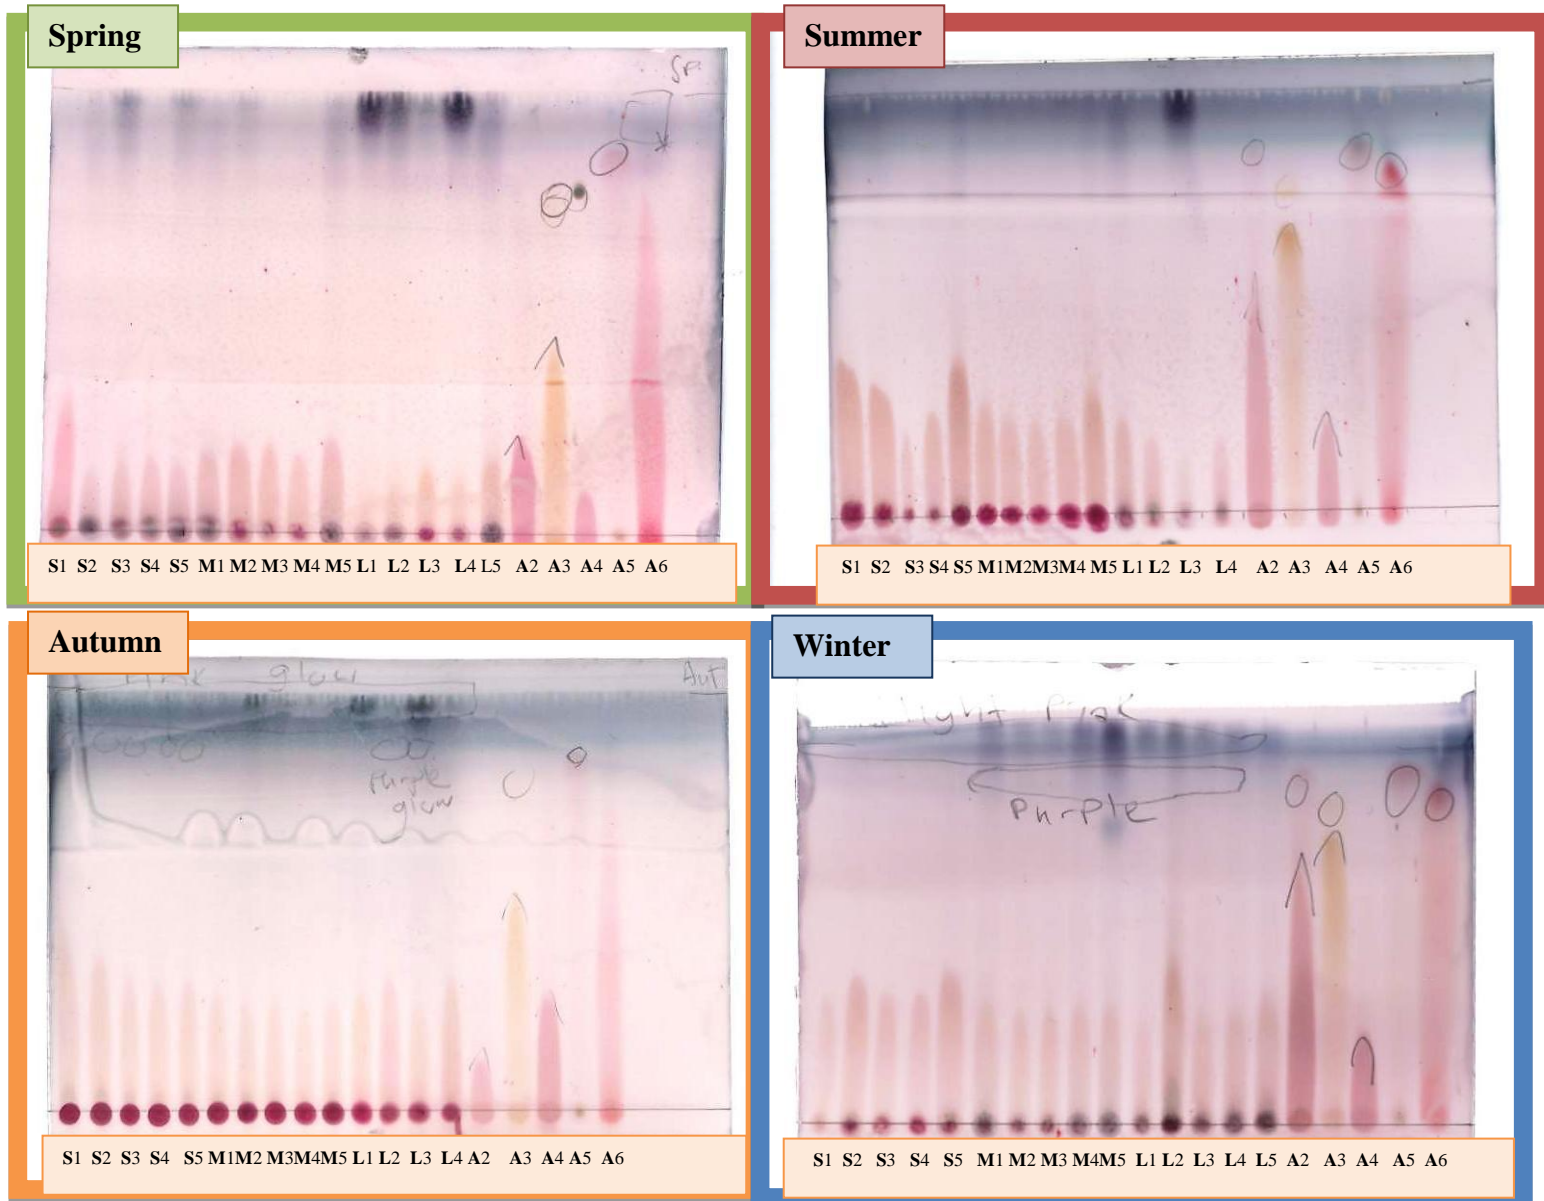 Spring
SP
S1 S2 S3 S4 S5 M1 M2 M3 M4 M5 L1 L2 L3 L4 L5 A2 A3 A4 A5 A6
Summer
S1 S2 S3 S4 S5 M1M2M3M4 M5 L1 L2 L3 L4 A2 A3 A4 A5 A6
Autumn
Pink glow
Aut
Purple
glow
S1 S2 S3 S4 S5 M1M2 M3M4M5 L1 L2 L3 L4 A2 A3 A4 A5 A6
Winter
light Pink
Purple
S1 S2 S3 S4 S5 M1 M2 M3 M4M5 L1 L2 L3 L4 L5 A2 A3 A4 A5 A6